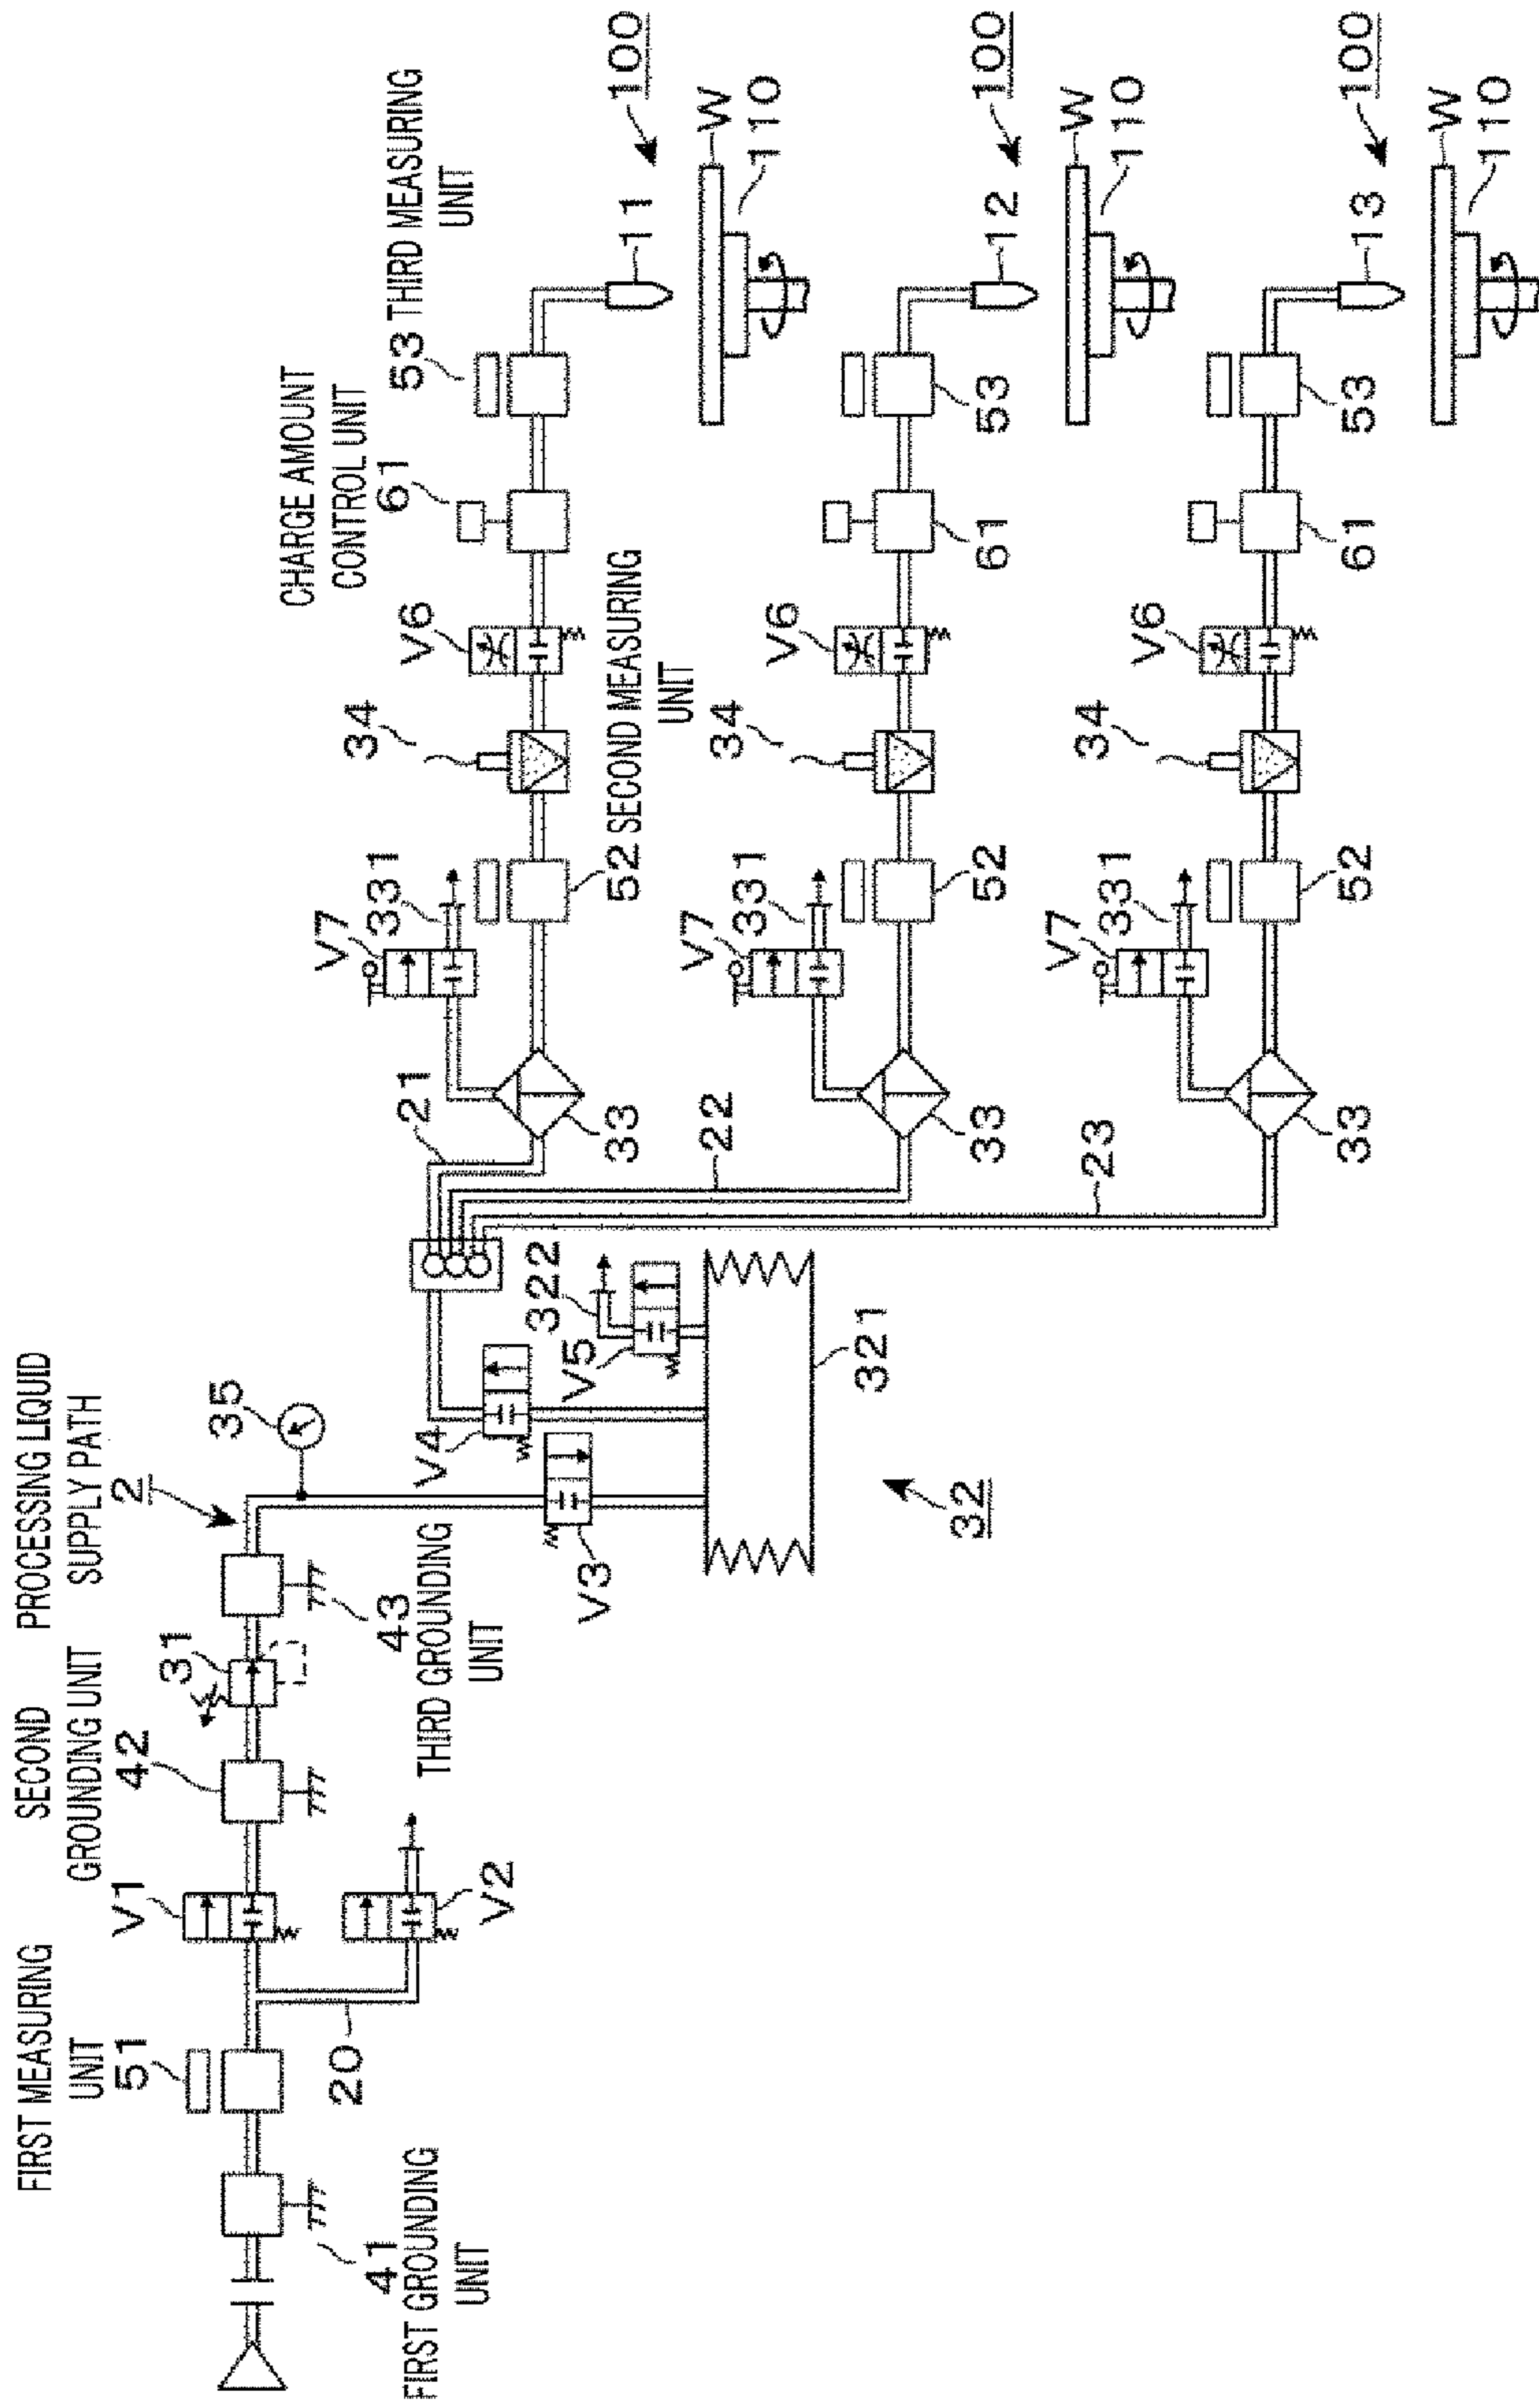 FIRST MEASURING
UNIT
51
SECOND
GROUNDING UNIT
42
PROCESSING LIQUID
SUPPLY PATH
2
V1
31
35
41
FIRST GROUNDING
UNIT
20
V2
43
THIRD GROUNDING
UNIT
V3
V4
V5
322
321
32
21
22
23
CHARGE AMOUNT
CONTROL UNIT
61
53 THIRD MEASURING
UNIT
V7
331
33
52 SECOND MEASURING
UNIT
34
V6
11
100
W
110
V7
331
33
52
34
V6
61
53
12
100
W
110
V7
331
33
52
34
V6
61
53
13
100
W
110